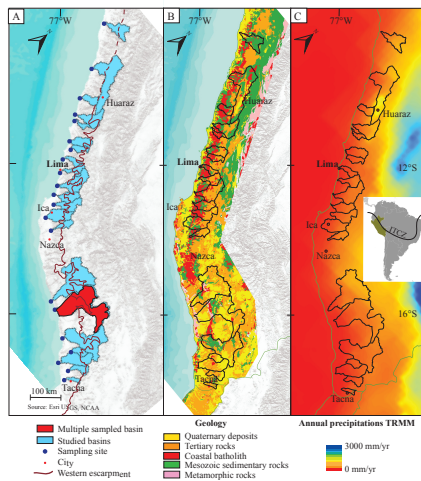 A
77°W
Huaraz
Lima
Ica
Nazca
Tacna
100 km
Source: Esri USGS, NCAA
B
77°W
Huaraz
Lima
Ica
Nazca
Tacna
C
Huaraz
Lima
12°S
Ica
Nazca
ITCZ
16°S
Tacna
Multiple sampled basin
Studied basins
Sampling site
City
Western escarpment
Geology
Quaternary deposits
Tertiary rocks
Coastal batholith
Mesozoic sedimentary rocks
Metamorphic rocks
Annual precipitations TRMM
3000 mm/yr
0 mm/yr